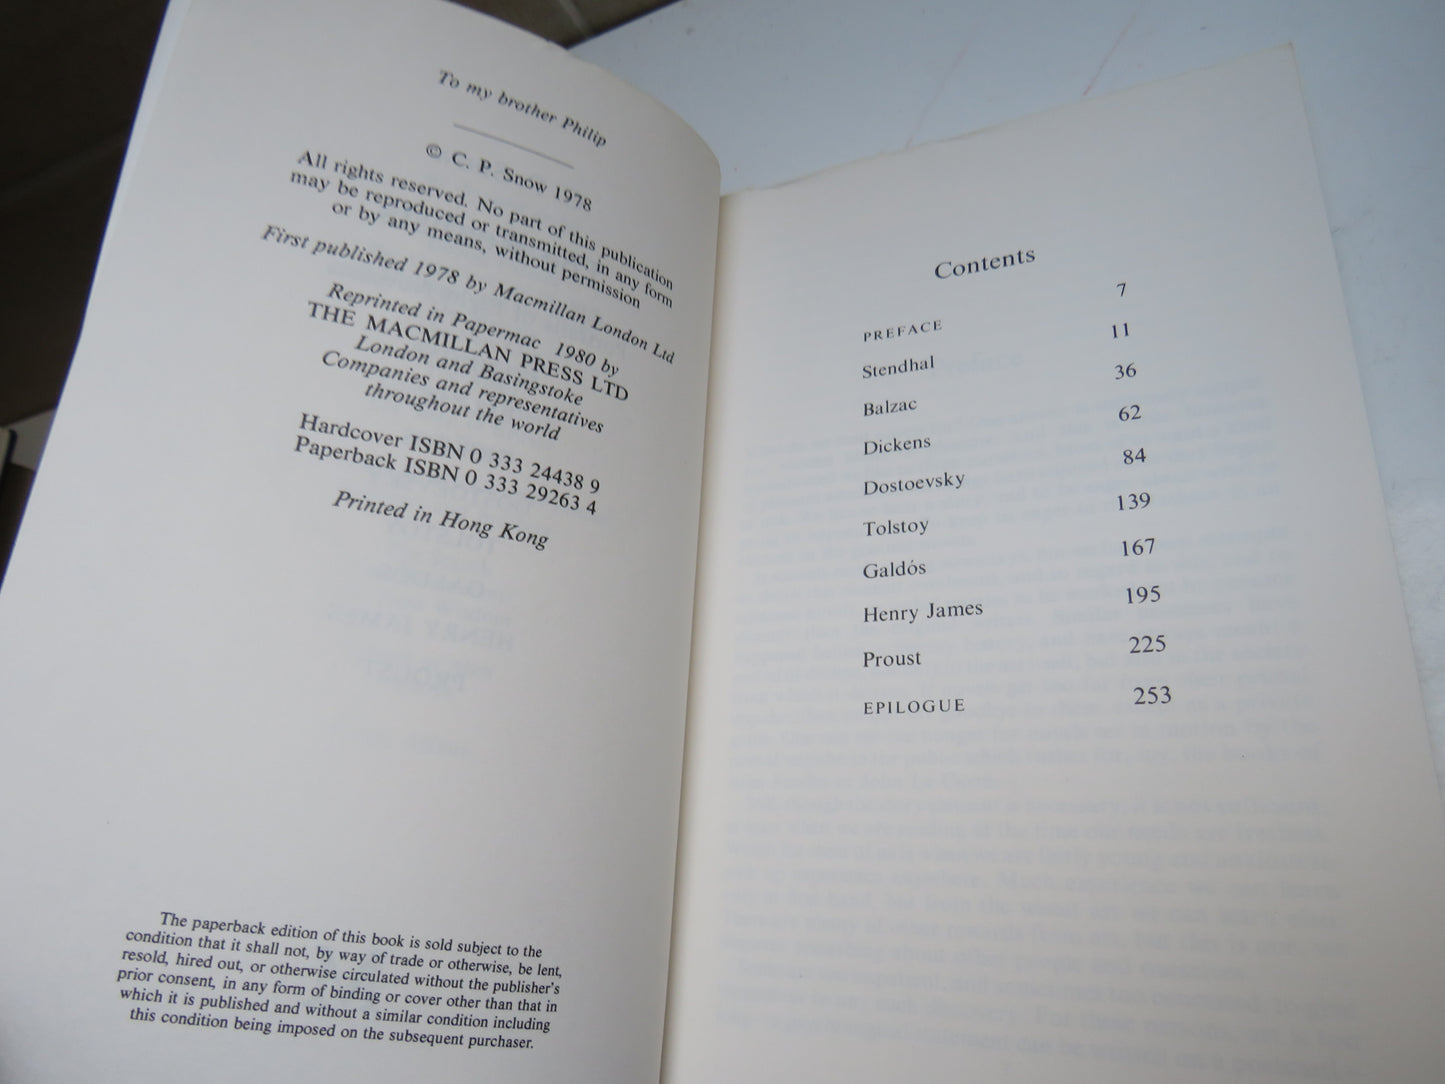 To my brother Philip
© C. P. Snow 1978
All rights reserved. No part of this publication
may be reproduced or transmitted, in any form
or by any means, without permission
First published 1978 by Macmillan London Ltd
Reprinted in Papermac 1980 by
THE MACMILLAN PRESS LTD
London and Basingstoke
Companies and representatives
throughout the world
Hardcover ISBN 0 333 24438 9
Paperback ISBN 0 333 29263 4
Printed in Hong Kong
The paperback edition of this book is sold subject to the
condition that it shall not, by way of trade or otherwise, be lent,
resold, hired out, or otherwise circulated without the publisher's
prior consent, in any form of binding or cover other than that in
which it is published and without a similar condition including
this condition being imposed on the subsequent purchaser.
Contents
PREFACE 7
Stendhal 11
Balzac 36
Dickens 62
Dostoevsky 84
Tolstoy 139
Galdós 167
Henry James 195
Proust 225
EPILOGUE 253